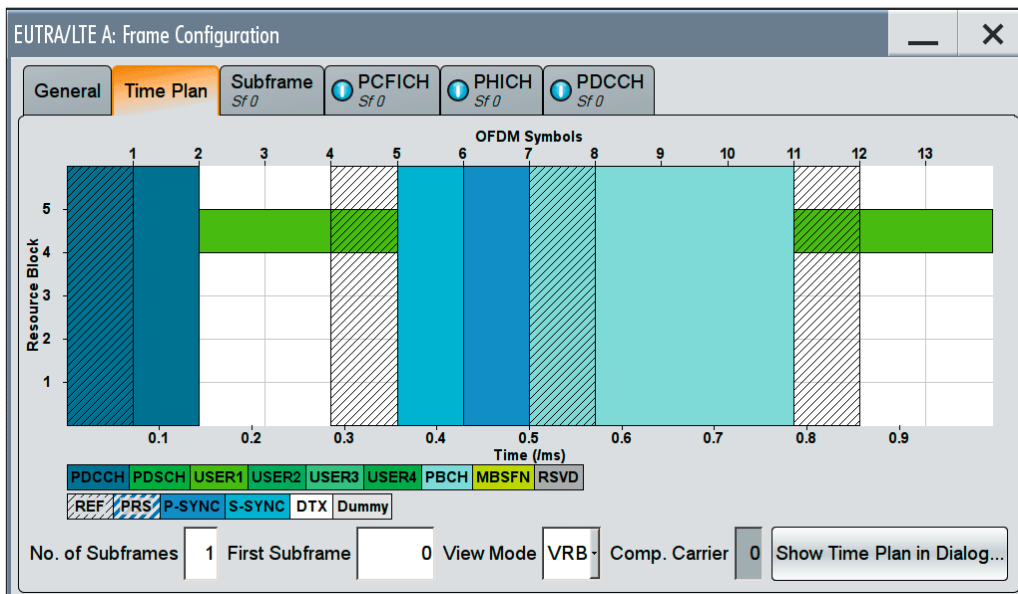 EUTRA/LTE A: Frame Configuration
General Time Plan Subframe Sf 0 PCFICH Sf 0 PHICH Sf 0 PDCCH Sf 0
OFDM Symbols
1 2 3 4 5 6 7 8 9 10 11 12 13
Resource Block
5
4
3
2
1
0.1 0.2 0.3 0.4 0.5 0.6 0.7 0.8 0.9
Time (/ms)
PDCCH PDSCH USER1 USER2 USER3 USER4 PBCH MBSFN RSVD
REF PRS P-SYNC S-SYNC DTX Dummy
No. of Subframes 1 First Subframe 0 View Mode VRB Comp. Carrier 0 Show Time Plan in Dialog...